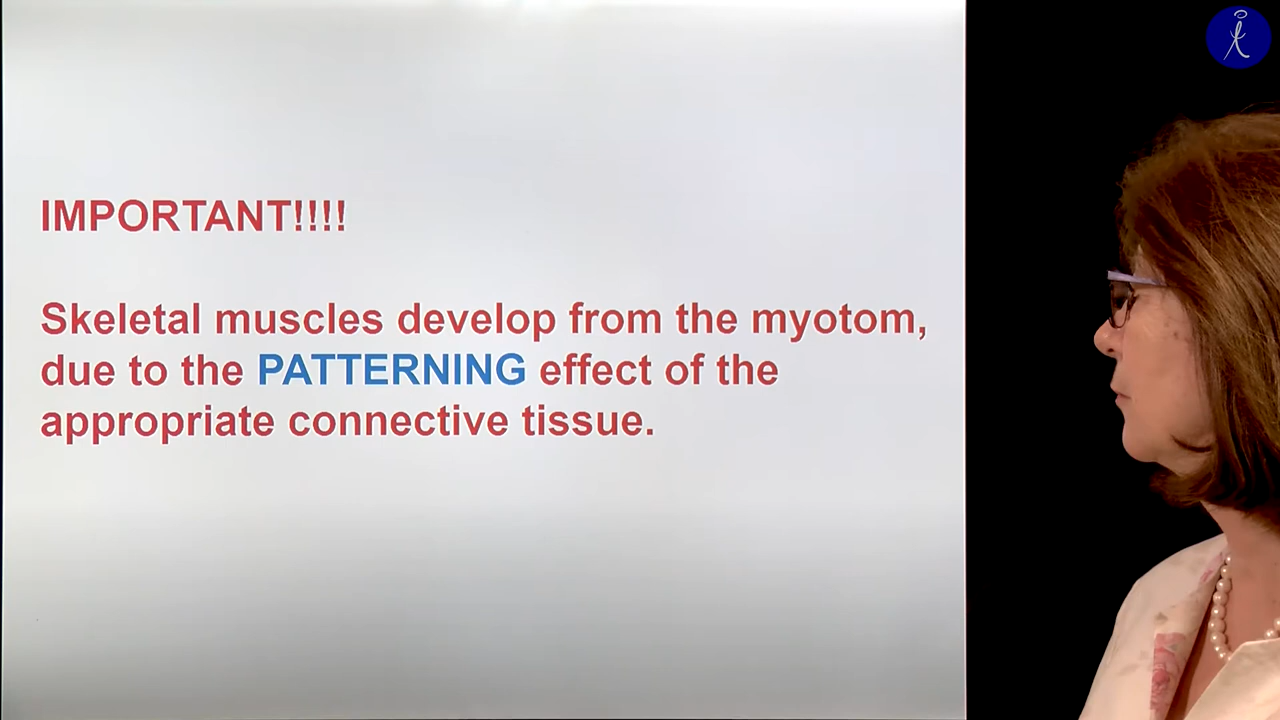 IMPORTANT!!!!
Skeletal muscles develop from the myotom,
due to the PATTERNING effect of the
appropriate connective tissue.